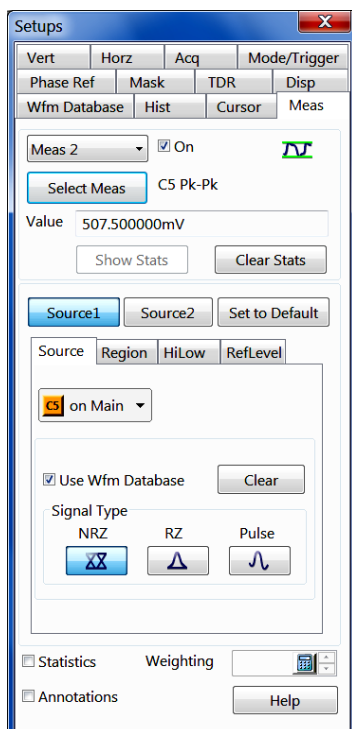 Setups
Vert Horz Acq Mode/Trigger
Phase Ref Mask TDR Disp
Wfm Database Hist Cursor Meas
Meas 2 On
Select Meas C5 Pk-Pk
Value 507.500000mV
Show Stats Clear Stats
Source1 Source2 Set to Default
Source Region HiLow RefLevel
C5 on Main
Use Wfm Database Clear
Signal Type
NRZ RZ Pulse
Statistics Weighting
Annotations Help